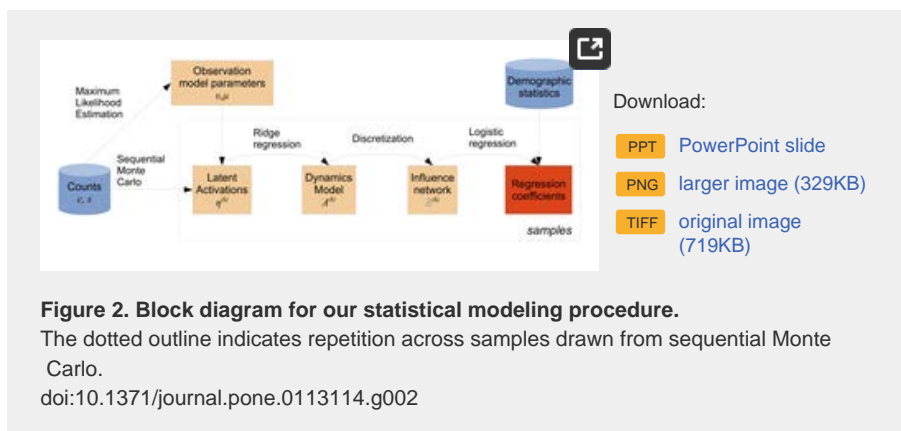 Observation
model parameters
Maximum
Likelihood
Estimation
Demographic
statistics
Ridge
regression
Discretization
Logistic
regression
Sequential
Monte
Carlo
Counts
c, s
Latent
Activations
Dynamics
Model
Influence
network
Regression
coefficients
samples
Download:
PPT PowerPoint slide
PNG larger image (329KB)
TIFF original image
(719KB)
Figure 2. Block diagram for our statistical modeling procedure.
The dotted outline indicates repetition across samples drawn from sequential Monte
Carlo.
doi:10.1371/journal.pone.0113114.g002